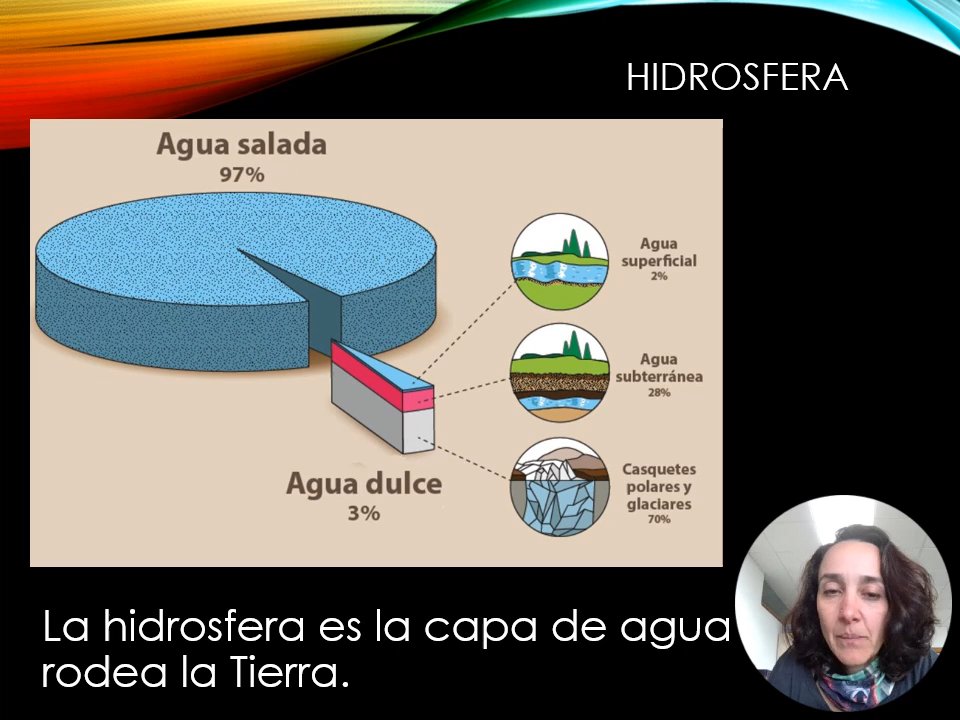 HIDROSFERA
Agua salada
97%
Agua
superficial
2%
Agua
subterránea
28%
Agua dulce
3%
Casquetes
polares y
glaciares
70%
La hidrosfera es la capa de agua
rodea la Tierra.